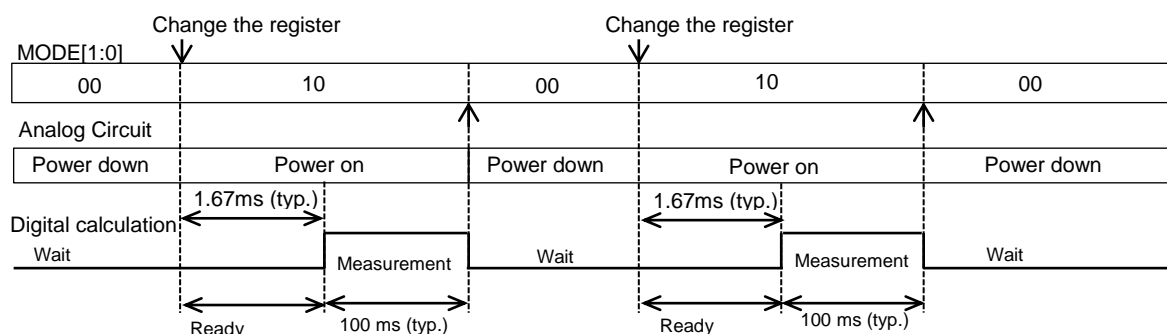 Change the register Change the register
MODE[1:0]
00 10 00 10 00
Analog Circuit
Power down Power on Power down Power on Power down
1.67ms (typ.) 1.67ms (typ.)
Digital calculation
Wait Measurement Wait Measurement Wait
Ready 100 ms (typ.) Ready 100 ms (typ.)